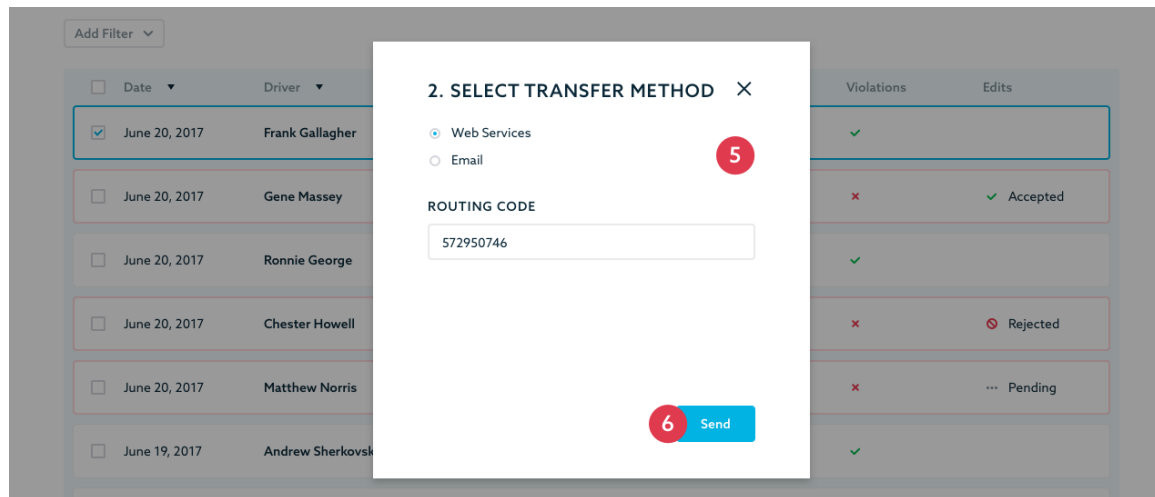 Add Filter
Date Driver Violations Edits
2. SELECT TRANSFER METHOD
Web Services
Email
5
ROUTING CODE
572950746
6 Send
June 20, 2017 Frank Gallagher
June 20, 2017 Gene Massey Accepted
June 20, 2017 Ronnie George
June 20, 2017 Chester Howell Rejected
June 20, 2017 Matthew Norris Pending
June 19, 2017 Andrew Sherkovsk